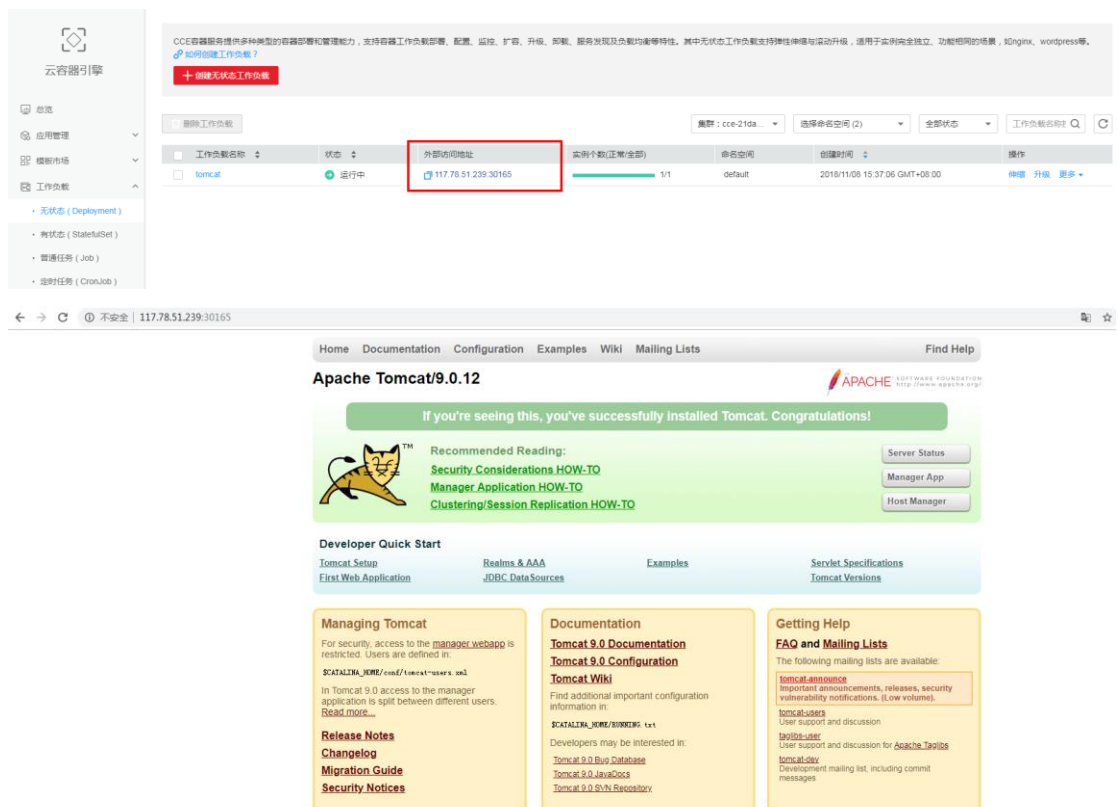 云容器引擎
总览
应用管理
模板市场
工作负载
无状态 ( Deployment )
有状态 ( StatefulSet )
普通任务 ( Job )
定时任务 ( CronJob )
CCE容器服务提供多种类型的容器部署和管理能力，支持容器工作负载部署、配置、监控、扩容、升级、卸载、服务发现及负载均衡等特性。其中无状态工作负载支持弹性伸缩与滚动升级，适用于实例完全独立、功能相同的场景，如nginx、wordpress等。
如何创建工作负载？
创建无状态工作负载
删除工作负载
集群：cce-21da...
选择命名空间 (2)
全部状态
工作负载名称
工作负载名称 状态 外部访问地址 实例个数(正常/全部) 命名空间 创建时间 操作
tomcat 运行中 117.78.51.239:30165 1/1 default 2018/11/08 15:37:06 GMT+08:00 伸缩 升级 更多
不安全 | 117.78.51.239:30165
Home Documentation Configuration Examples Wiki Mailing Lists Find Help
Apache Tomcat/9.0.12
APACHE SOFTWARE FOUNDATION
http://www.apache.org/
If you're seeing this, you've successfully installed Tomcat. Congratulations!
TM
Recommended Reading:
Security Considerations HOW-TO
Manager Application HOW-TO
Clustering/Session Replication HOW-TO
Server Status
Manager App
Host Manager
Developer Quick Start
Tomcat Setup
First Web Application
Realms & AAA
JDBC DataSources
Examples
Servlet Specifications
Tomcat Versions
Managing Tomcat
For security, access to the manager webapp is
restricted. Users are defined in:
$CATALINA_HOME/conf/tomcat-users.xml
In Tomcat 9.0 access to the manager
application is split between different users.
Read more...
Release Notes
Changelog
Migration Guide
Security Notices
Documentation
Tomcat 9.0 Documentation
Tomcat 9.0 Configuration
Tomcat Wiki
Find additional important configuration
information in:
$CATALINA_HOME/RUNNING.txt
Developers may be interested in:
Tomcat 9.0 Bug Database
Tomcat 9.0 JavaDocs
Tomcat 9.0 SVN Repository
Getting Help
FAQ and Mailing Lists
The following mailing lists are available:
tomcat-announce
Important announcements, releases, security
vulnerability notifications. (Low volume).
tomcat-users
User support and discussion
taglibs-user
User support and discussion for Apache Taglibs
tomcat-dev
Development mailing list, including commit
messages